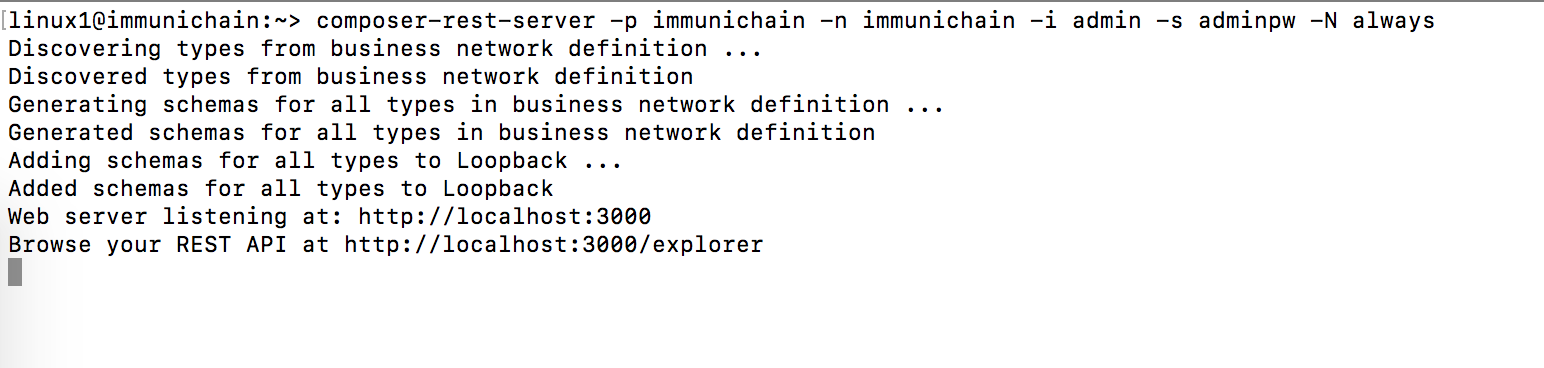 [linux1@immunichain:~> composer-rest-server -p immunichain -n immunichain -i admin -s adminpw -N always
Discovering types from business network definition ...
Discovered types from business network definition
Generating schemas for all types in business network definition ...
Generated schemas for all types in business network definition
Adding schemas for all types to Loopback ...
Added schemas for all types to Loopback
Web server listening at: http://localhost:3000
Browse your REST API at http://localhost:3000/explorer